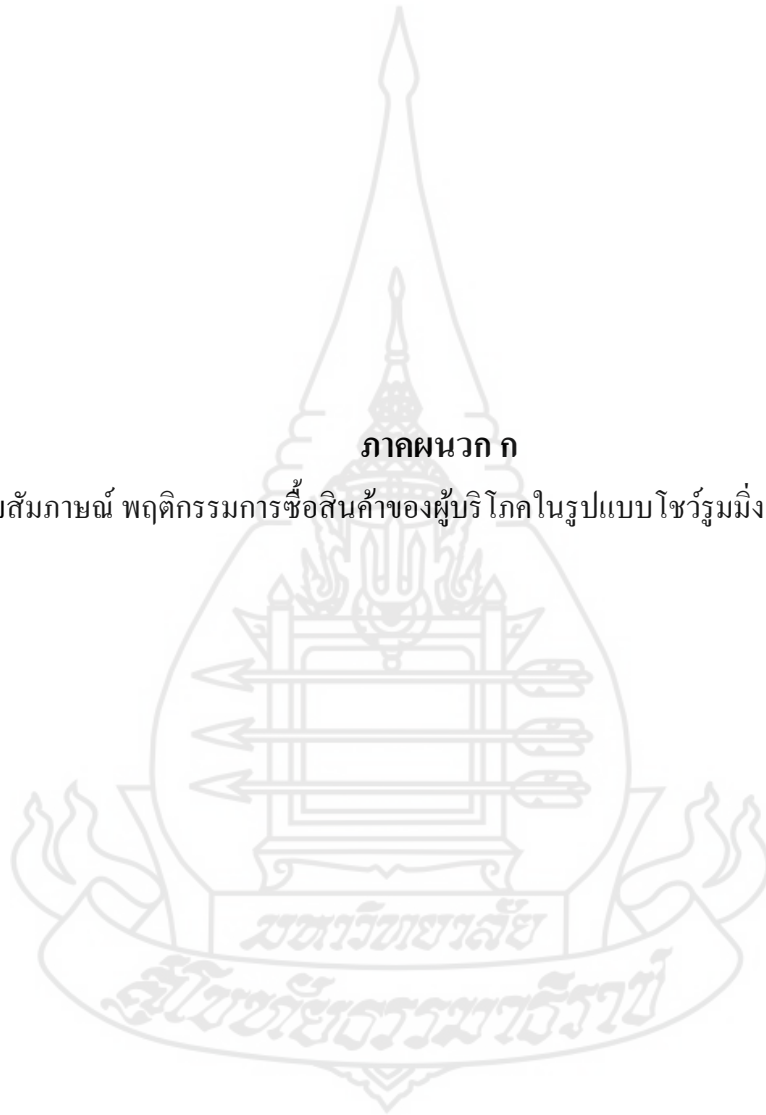 ภาคผนวก ก
สัมภาษณ์ พฤติกรรมการซื้อสินค้าของผู้บริโภคในรูปแบบโชว์รูมมิ่ง
มหาวิทยาลัย
สุโขทัยธรรมาธิราช